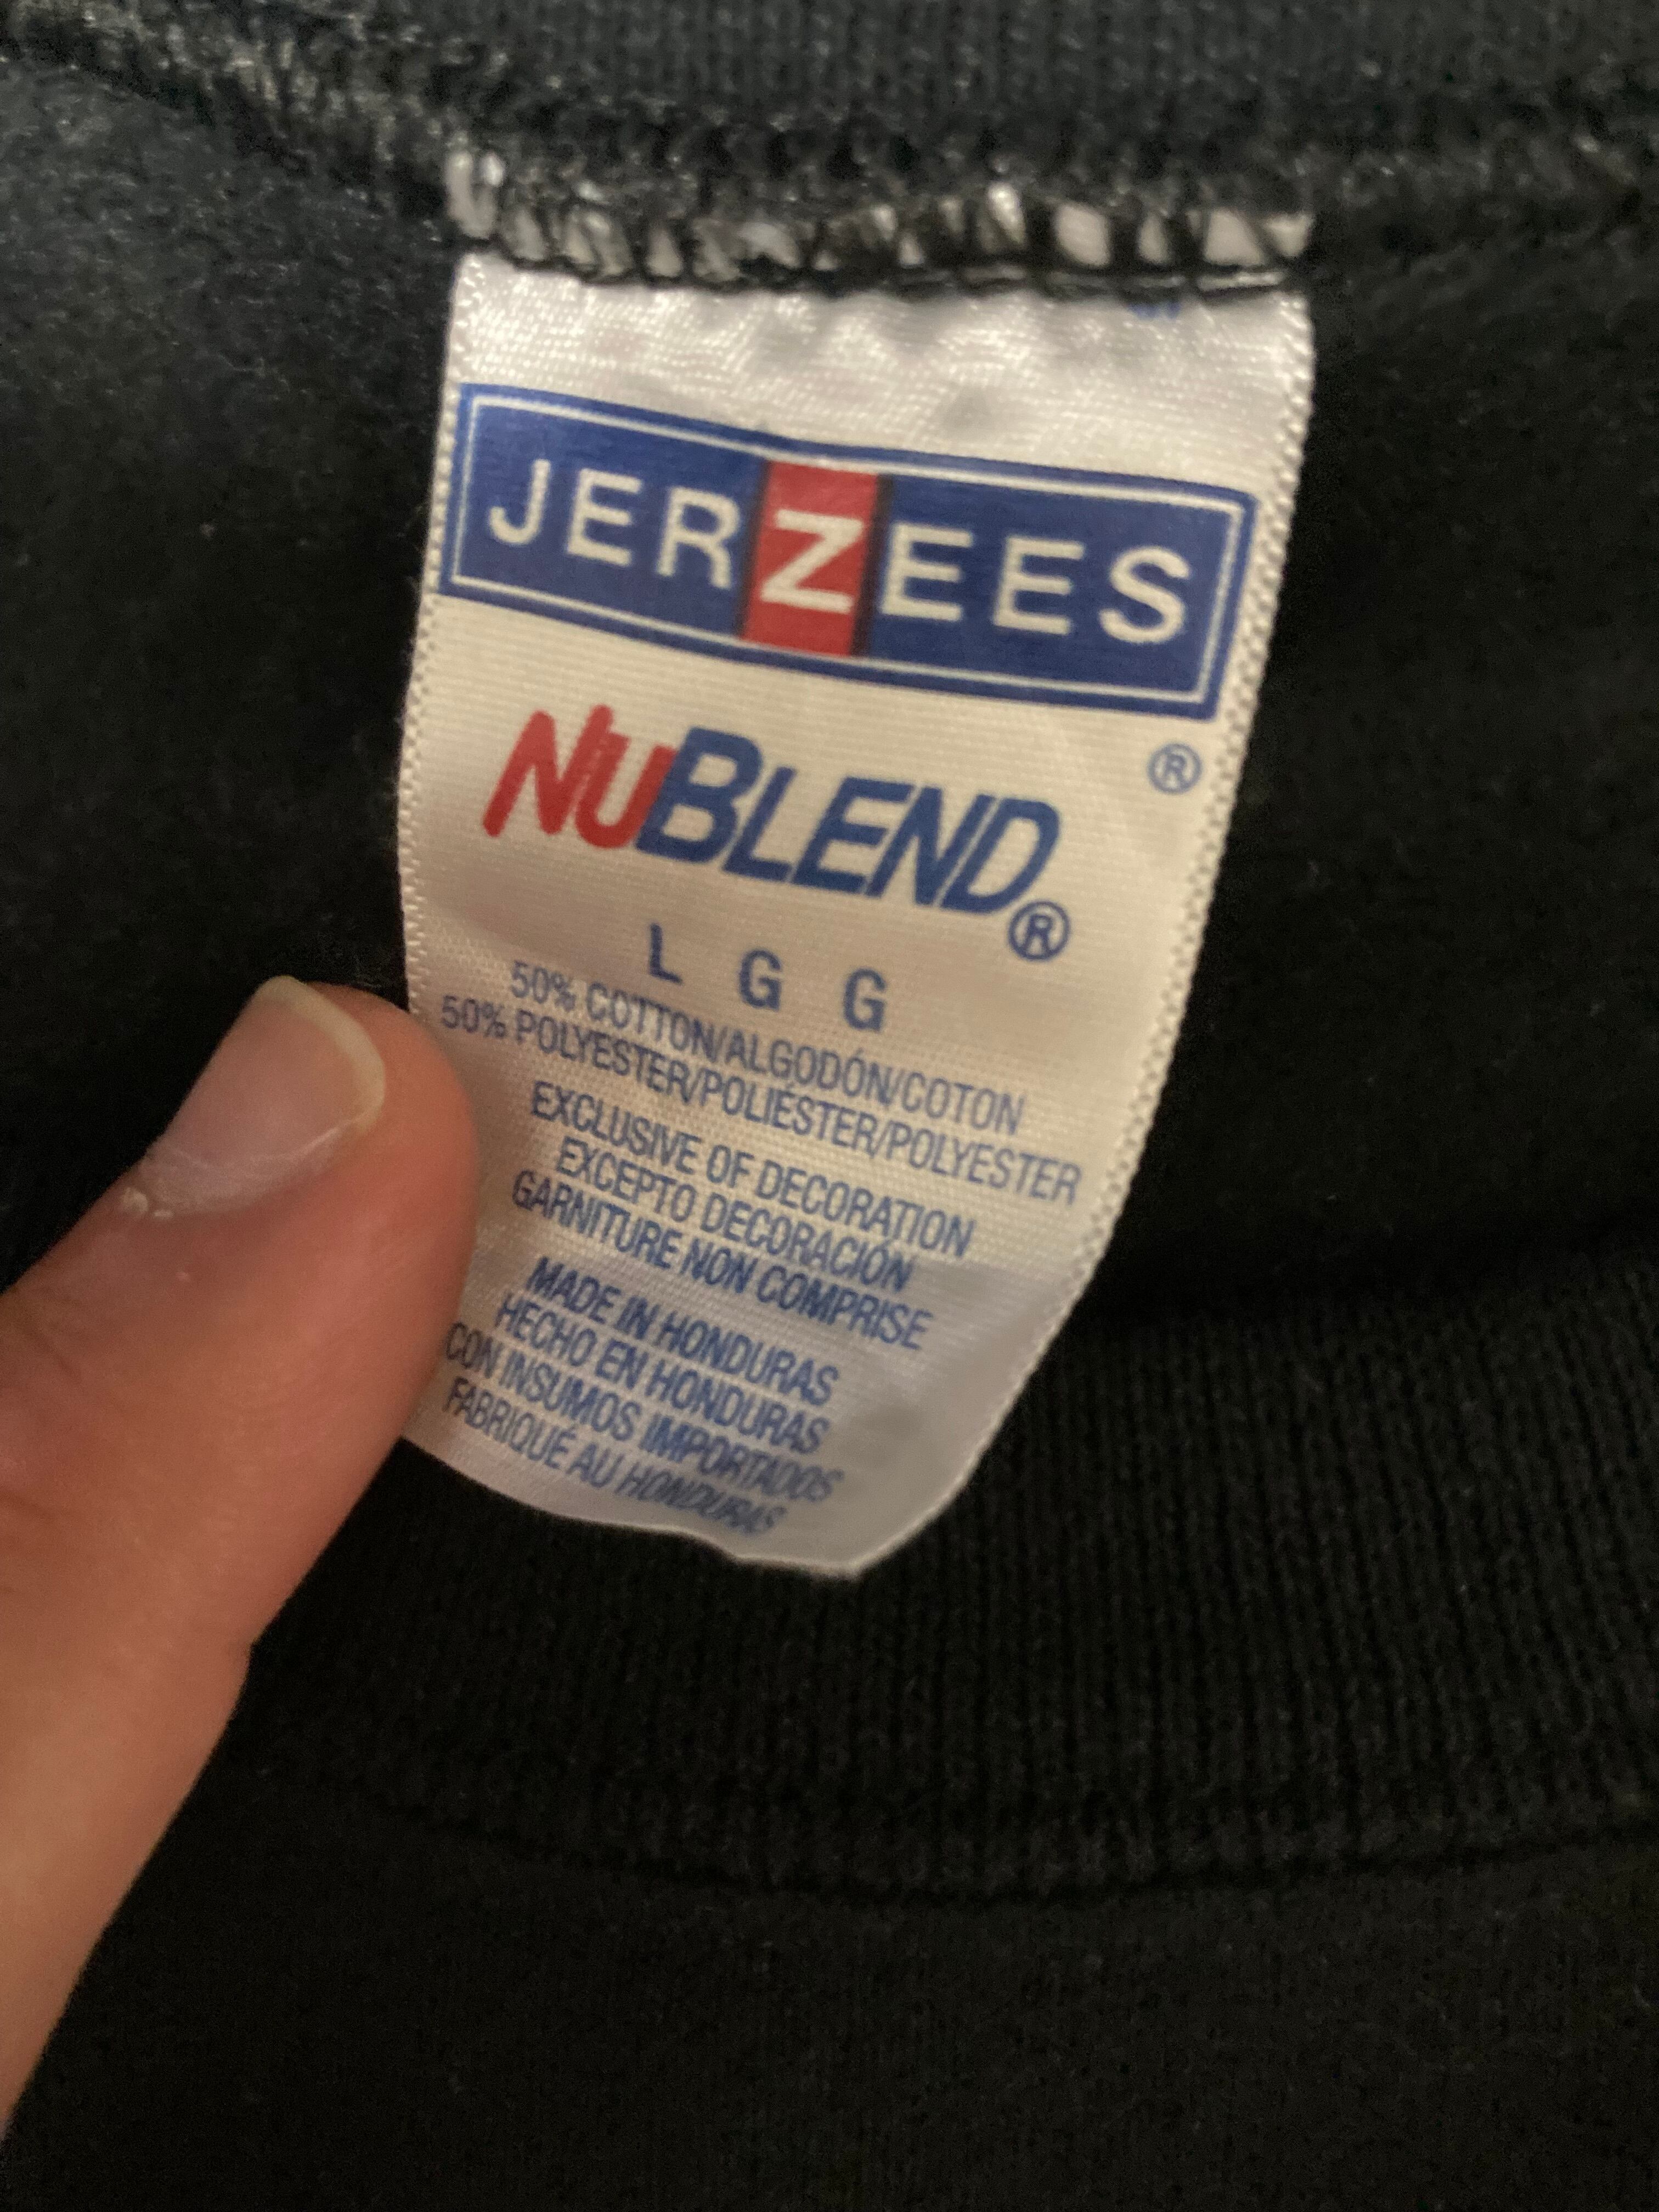 JERZEES
®
NUBLEND®
L G G
50% COTTON/ALGODÓN/COTON
50% POLYESTER/POLIÉSTER/POLYESTER
EXCLUSIVE OF DECORATION
EXCEPTO DECORACIÓN
GARNITURE NON COMPRISE
MADE IN HONDURAS
HECHO EN HONDURAS
CON INSUMOS IMPORTADOS
FABRIQUÉ AU HONDURAS